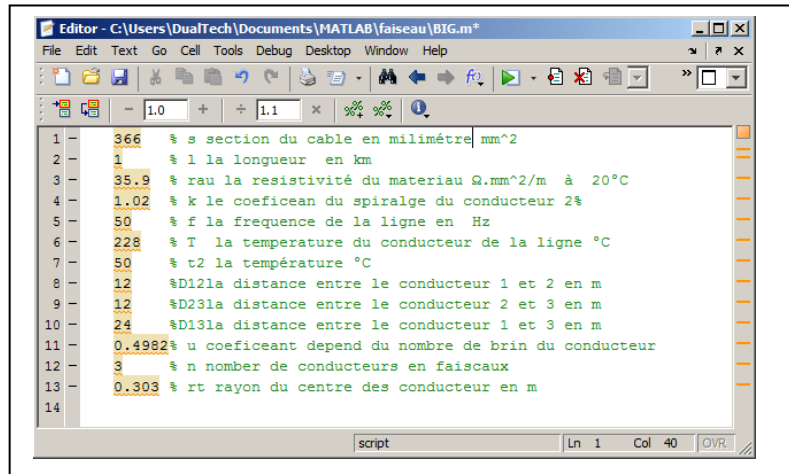 Editor - C:\Users\DualTech\Documents\MATLAB\faiseau\BIG.m*
File Edit Text Go Cell Tools Debug Desktop Window Help
- 1.0 + ÷ 1.1 ×
1 - 366 % s section du cable en milimétre mm^2
2 - 1 % l la longueur en km
3 - 35.9 % rau la resistivité du materiau Ω.mm^2/m à 20°C
4 - 1.02 % k le coeficean du spiralge du conducteur 2%
5 - 50 % f la frequence de la ligne en Hz
6 - 228 % T la temperature du conducteur de la ligne °C
7 - 50 % t2 la température °C
8 - 12 %D12la distance entre le conducteur 1 et 2 en m
9 - 12 %D23la distance entre le conducteur 2 et 3 en m
10 - 24 %D13la distance entre le conducteur 1 et 3 en m
11 - 0.4982% u coeficeant depend du nombre de brin du conducteur
12 - 3 % n nomber de conducteurs en faiscaux
13 - 0.303 % rt rayon du centre des conducteur en m
14
script Ln 1 Col 40 OVR